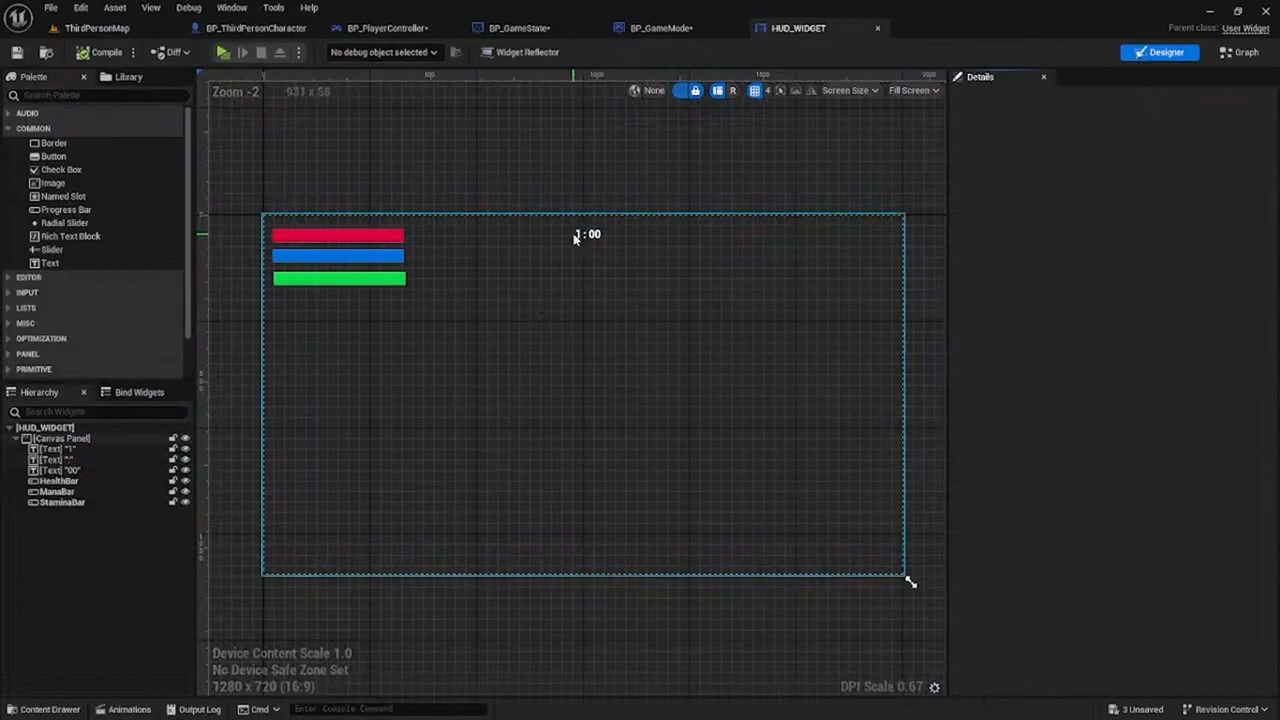 File Edit Asset View Debug Window Tools Help
ThirdPersonMap BP_ThirdPersonCharacter BP_PlayerController• BP_GameState• BP_GameMode• HUD_WIDGET Parent class: User Widget
Compile Diff No debug object selected Widget Reflector Designer Graph
Palette Library Details
Search Palette
Zoom -2 931 x 58 None R 4 Screen Size Fill Screen
0 500 1000 1500 2000
AUDIO
COMMON
Border
Button
Check Box
Image
Named Slot
Progress Bar
Radial Slider
Rich Text Block
Slider
Text
EDITOR
INPUT
LISTS
MISC
OPTIMIZATION
PANEL
PRIMITIVE
1:00
Hierarchy Bind Widgets
Search Widgets
[HUD_WIDGET]
[Canvas Panel]
[Text] "1"
[Text] ":"
[Text] "00"
HealthBar
ManaBar
StaminaBar
Device Content Scale 1.0
No Device Safe Zone Set
1280 x 720 (16:9) DPI Scale 0.67
Content Drawer Animations Output Log Cmd Enter Console Command 3 Unsaved Revision Control